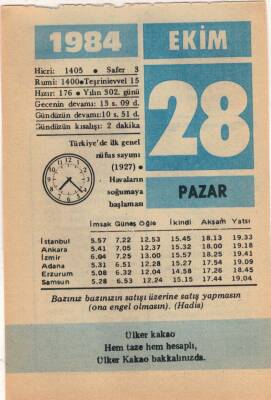 1984
EKİM
Hicri: 1405 • Safer 3
Rumi: 1400•Teşrinievvel 15
Hızır: 176 • Yılın 302. günü
Gecenin devamı: 13 s. 09 d.
Gündüzün devamı: 10 s. 51 d.
Gündüzün kısalışı: 2 dakika
Türkiye'de ilk genel
nüfus sayımı
(1927) •
Havaların
soğumaya
başlaması
28
PAZAR
İmsak Güneş Öğle İkindi Akşam Yatsı
İstanbul 5.57 7.22 12.53 15.45 18.13 19.33
Ankara 5.41 7.05 12.37 15.32 18.00 19.18
İzmir 6.04 7.25 13.00 15.57 18.25 19.41
Adana 5.31 6.51 12.28 15.27 17.54 19.09
Erzurum 5.08 6.32 12.04 14.58 17.26 18.45
Samsun 5.28 6.53 12.24 15.15 17.44 19.04
Bazınız bazınızın satışı üzerine satış yapmasın
(ona engel olmasın). (Hadis)
Ülker kakao
Hem taze hem hesaplı,
Ülker Kakao bakkalınızda.